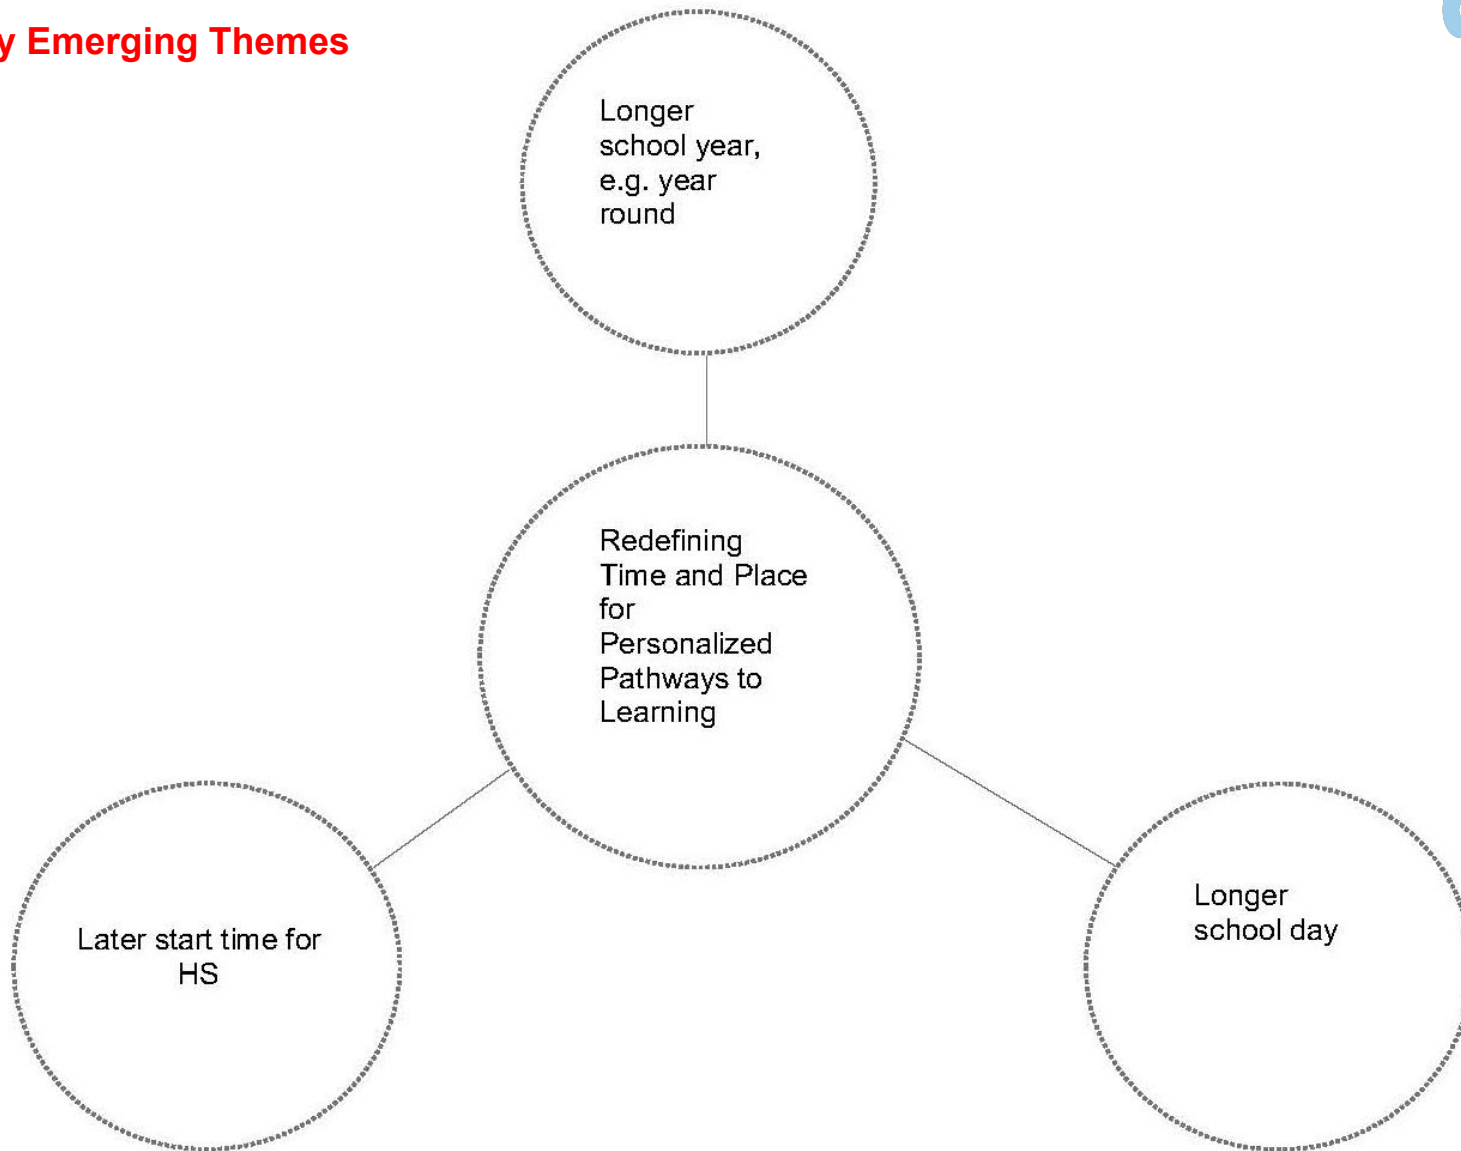 y Emerging Themes
Longer
school year,
e.g. year
round
Redefining
Time and Place
for
Personalized
Pathways to
Learning
Later start time for
HS
Longer
school day